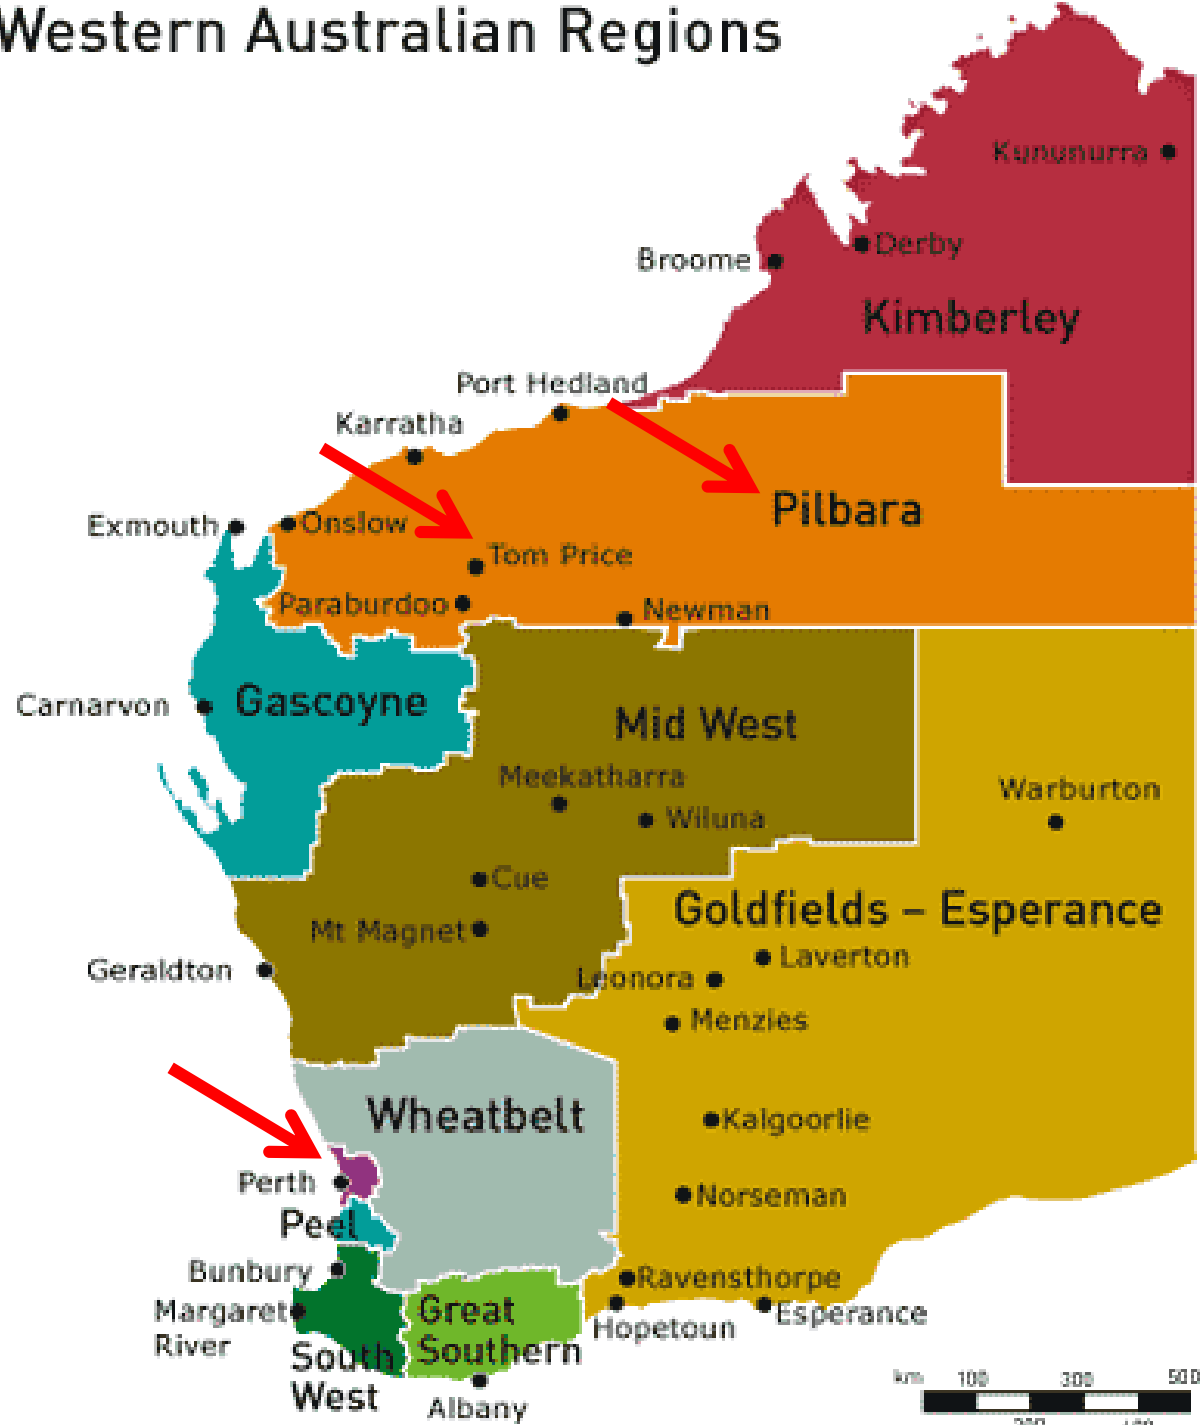 Western Australian Regions
Kununurra
Derby
Broome
Kimberley
Port Hedland
Karratha
Pilbara
Exmouth
Onslow
Tom Price
Paraburdoo
Newman
Carnarvon
Gascoyne
Mid West
Meekatharra
Wiluna
Warburton
Cue
Goldfields – Esperance
Mt Magnet
Laverton
Geraldton
Leonora
Menzies
Wheatbelt
Kalgoorlie
Perth
Norseman
Peel
Bunbury
Ravensthorpe
Margaret
River
Great
Southern
Hopetoun
Esperance
South
West
Albany
km 100 300 500
200 400